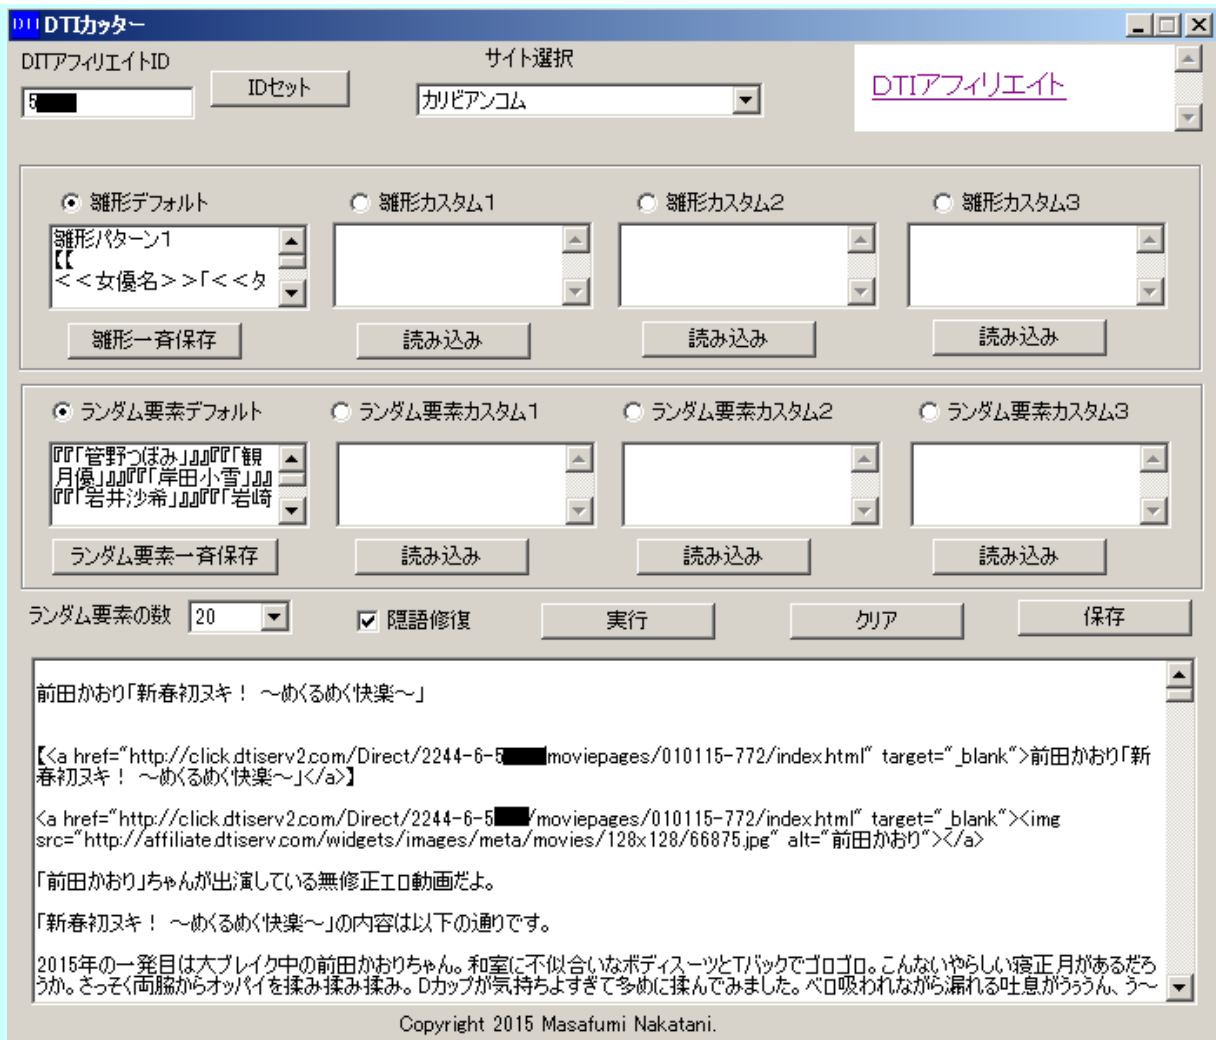 DTI DTIカッター
DTIアフィリエイトID
サイト選択
5
IDセット
カリビアンコム
DTIアフィリエイト
雛形デフォルト
雛形カスタム1
雛形カスタム2
雛形カスタム3
雛形パターン1
【【
＜＜女優名＞＞「＜＜タ
雛形一斉保存
読み込み
読み込み
読み込み
ランダム要素デフォルト
ランダム要素カスタム1
ランダム要素カスタム2
ランダム要素カスタム3
『『「管野つぼみ」』』『『「観
月優」』』『『「岸田小雪」』』
『『「岩井沙希」』』『『「岩崎
ランダム要素一斉保存
読み込み
読み込み
読み込み
ランダム要素の数
20
隠語修復
実行
クリア
保存
前田かおり「新春初ヌキ！ ～めくるめく快楽～」
【<a href="http://click.dtiserv2.com/Direct/2244-6-5 moviepages/010115-772/index.html" target="_blank">前田かおり「新
春初ヌキ！ ～めくるめく快楽～」</a>】
<a href="http://click.dtiserv2.com/Direct/2244-6-5 /moviepages/010115-772/index.html" target="_blank"><img
src="http://affiliate.dtiserv.com/widgets/images/meta/movies/128x128/66875.jpg" alt="前田かおり"></a>
「前田かおり」ちゃんが出演している無修正エロ動画だよ。
「新春初ヌキ！ ～めくるめく快楽～」の内容は以下の通りです。
2015年の一発目は大ブレイク中の前田かおりちゃん。和室に不似合いなボディスーツとTバックでゴロゴロ。こんないやらしい寝正月があるだろ
うか。さっそく両脇からオッパイを揉み揉み揉み。Dカップが気持ちよすぎて多めに揉んでみました。ベロ吸われながら漏れる吐息がうぅうん、う～
Copyright 2015 Masafumi Nakatani.